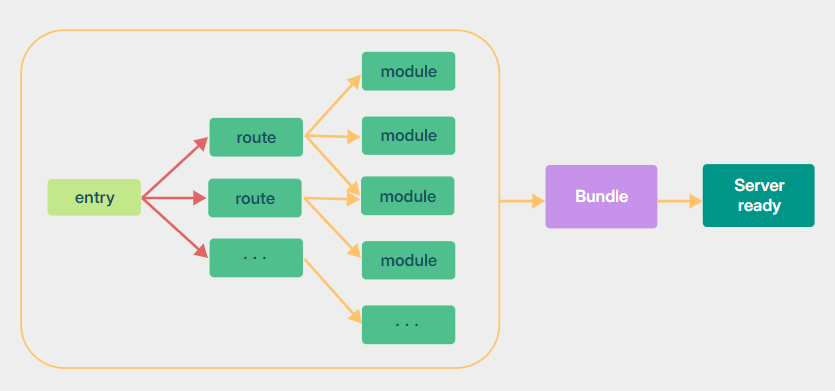 entry
route
route
· · ·
module
module
module
module
· · ·
Bundle
Server
ready